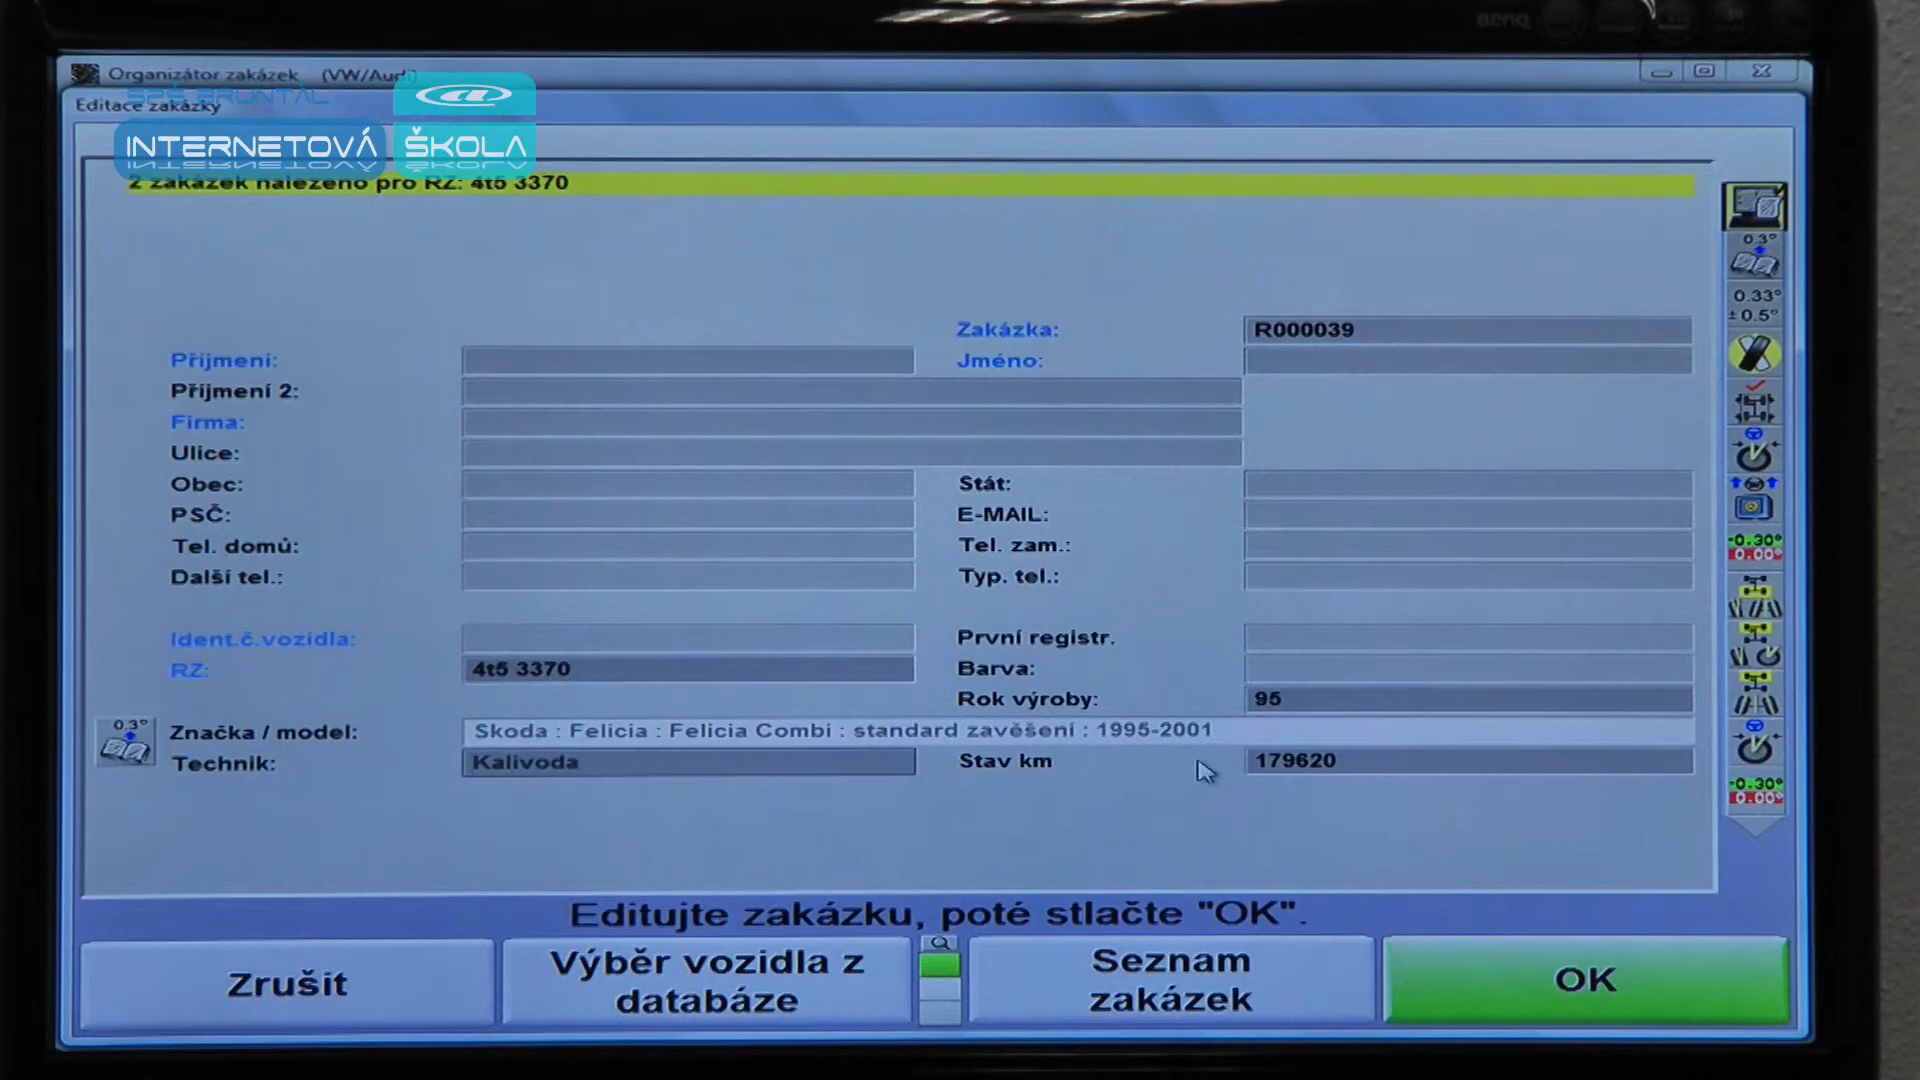 benq
Organizátor zakázek (VW/Audi)
SPŠ BRUNTÁL
Editace zakázky
INTERNETOVÁ ŠKOLA
2 zakázek nalezeno pro RZ: 4t5 3370
Zakázka: R000039
Příjmení: Jméno:
Příjmení 2:
Firma:
Ulice:
Obec: Stát:
PSČ: E-MAIL:
Tel. domů: Tel. zam.:
Další tel.: Typ. tel.:
Ident.č.vozidla: První registr.
RZ: 4t5 3370 Barva:
Rok výroby: 95
0.3°
Značka / model: Skoda : Felicia : Felicia Combi : standard zavěšení : 1995-2001
Technik: Kalivoda Stav km 179620
0.3°
0.33°
±0.5°
-0.30°
0.00°
-0.30°
0.00°
Editujte zakázku, poté stlačte "OK".
Zrušit
Výběr vozidla z
databáze
Seznam
zakázek
OK